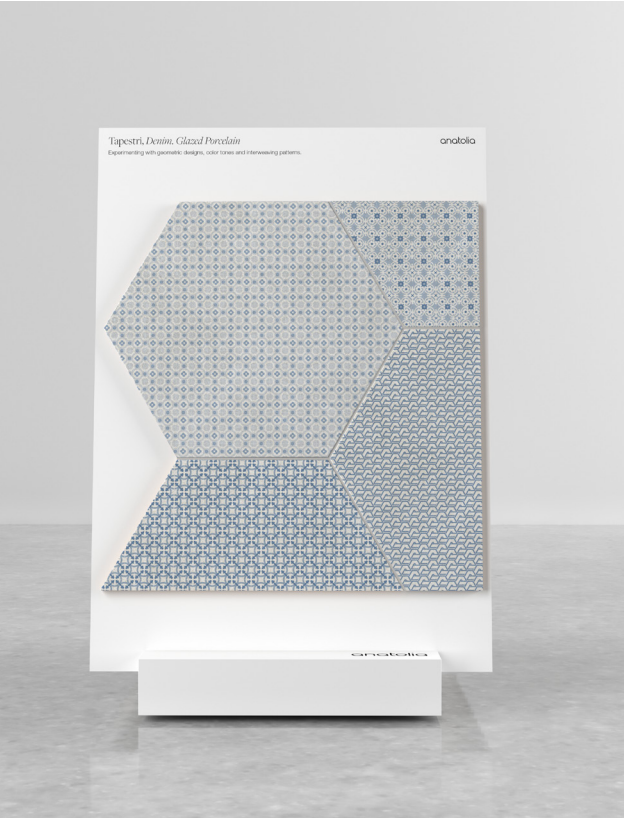 Tapestri, Denim. Glazed Porcelain
anatolia
Experimenting with geometric designs, color tones and interweaving patterns.
anatolia